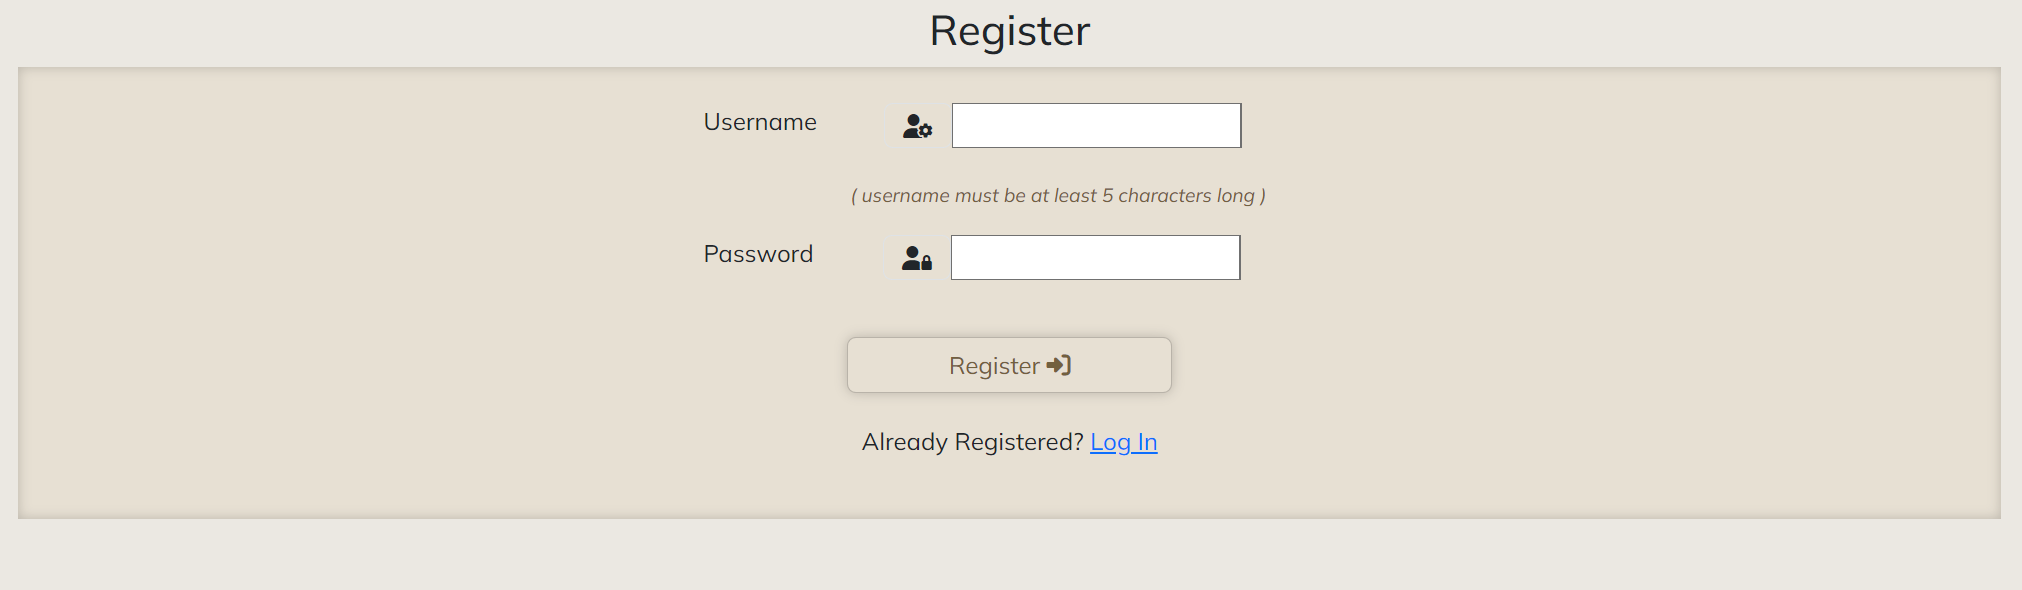 Register
Username
( username must be at least 5 characters long )
Password
Register
Already Registered? Log In